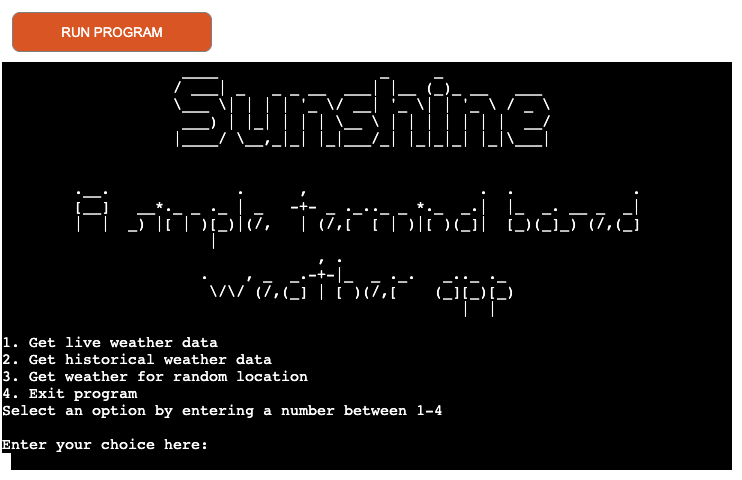 RUN PROGRAM
Sunshine
A simple terminal based
weather app
1. Get live weather data
2. Get historical weather data
3. Get weather for random location
4. Exit program
Select an option by entering a number between 1-4
Enter your choice here: